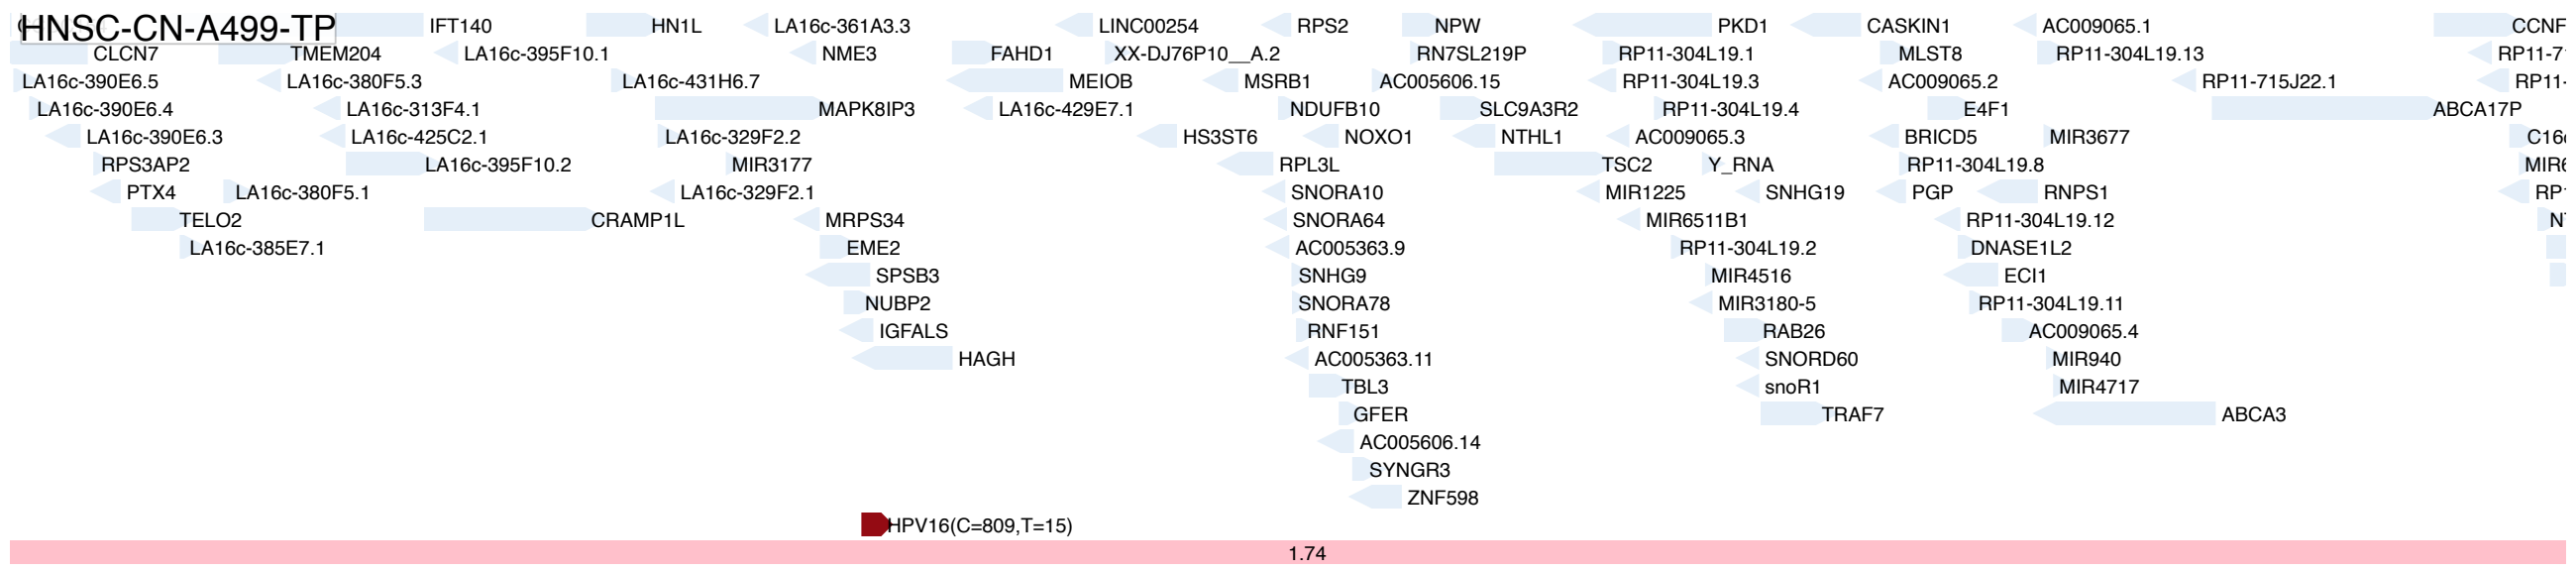 HNSC-CN-A499-TP IFT140 HN1L LA16c-361A3.3 LINC00254 RPS2 NPW PKD1 CASKIN1 AC009065.1 CCNF
CLCN7 TMEM204 LA16c-395F10.1 NME3 FAHD1 XX-DJ76P10__A.2 RN7SL219P RP11-304L19.1 MLST8 RP11-304L19.13 RP11-7
LA16c-390E6.5 LA16c-380F5.3 LA16c-431H6.7 MEIOB MSRB1 AC005606.15 RP11-304L19.3 AC009065.2 RP11-715J22.1 RP11-
LA16c-390E6.4 LA16c-313F4.1 MAPK8IP3 LA16c-429E7.1 NDUFB10 SLC9A3R2 RP11-304L19.4 E4F1 ABCA17P
LA16c-390E6.3 LA16c-425C2.1 LA16c-329F2.2 HS3ST6 NOXO1 NTHL1 AC009065.3 BRICD5 MIR3677 C16
RPS3AP2 LA16c-395F10.2 MIR3177 RPL3L TSC2 Y_RNA RP11-304L19.8 MIR6
PTX4 LA16c-380F5.1 LA16c-329F2.1 SNORA10 MIR1225 SNHG19 PGP RNPS1 RP1
TELO2 CRAMP1L MRPS34 SNORA64 MIR6511B1 RP11-304L19.12 N
LA16c-385E7.1 EME2 AC005363.9 RP11-304L19.2 DNASE1L2
SPSB3 SNHG9 MIR4516 ECI1
NUBP2 SNORA78 MIR3180-5 RP11-304L19.11
IGFALS RNF151 RAB26 AC009065.4
HAGH AC005363.11 SNORD60 MIR940
TBL3 snoR1 MIR4717
GFER TRAF7 ABCA3
AC005606.14
SYNGR3
ZNF598
HPV16(C=809,T=15)
1.74